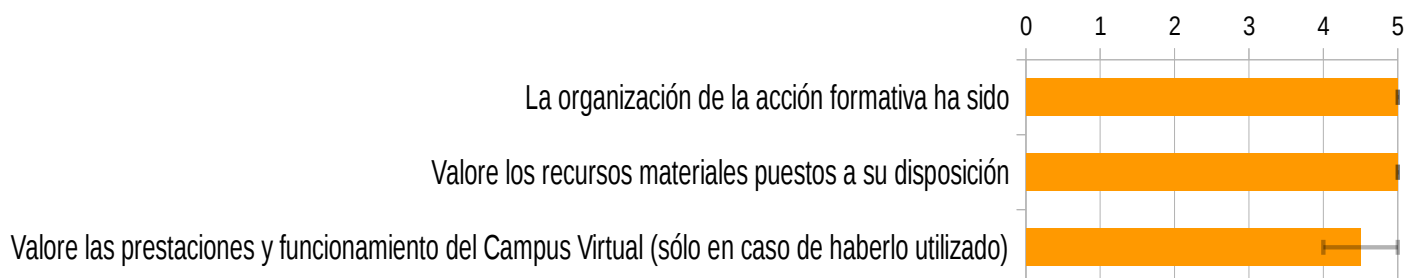 0 1 2 3 4 5
La organización de la acción formativa ha sido
Valore los recursos materiales puestos a su disposición
Valore las prestaciones y funcionamiento del Campus Virtual (sólo en caso de haberlo utilizado)